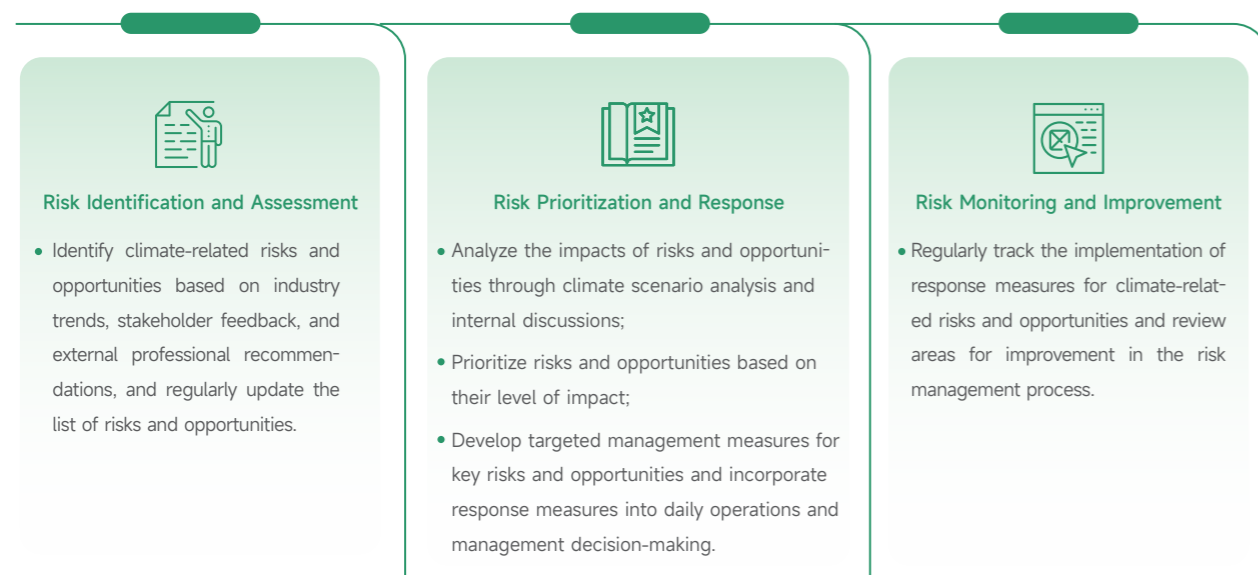 Risk Identification and Assessment
Identify climate-related risks and
opportunities based on industry
trends, stakeholder feedback, and
external professional recommen-
dations, and regularly update the
list of risks and opportunities.
Risk Prioritization and Response
Analyze the impacts of risks and opportuni-
ties through climate scenario analysis and
internal discussions;
Prioritize risks and opportunities based on
their level of impact;
Develop targeted management measures for
key risks and opportunities and incorporate
response measures into daily operations and
management decision-making.
Risk Monitoring and Improvement
Regularly track the implementation of
response measures for climate-relat-
ed risks and opportunities and review
areas for improvement in the risk
management process.